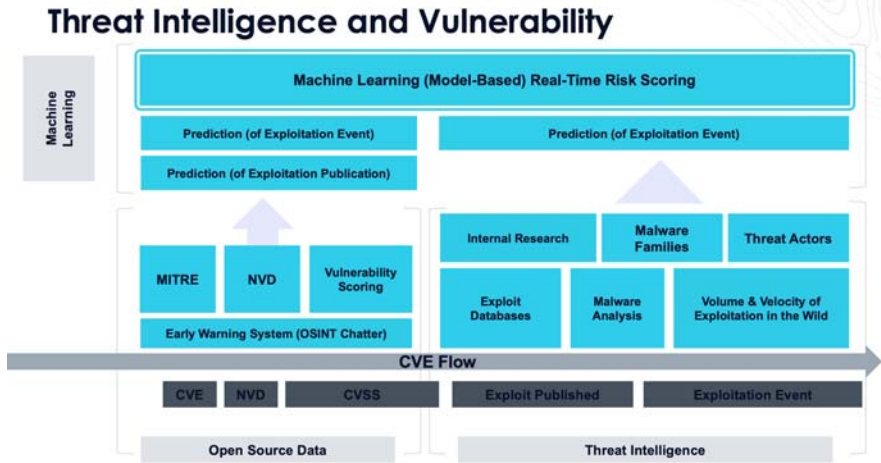 Threat Intelligence and Vulnerability
Machine
Learning
Machine Learning (Model-Based) Real-Time Risk Scoring
Prediction (of Exploitation Event)
Prediction (of Exploitation Event)
Prediction (of Exploitation Publication)
Internal Research
Malware
Families
Threat Actors
MITRE
NVD
Vulnerability
Scoring
Exploit
Databases
Malware
Analysis
Volume & Velocity of
Exploitation in the Wild
Early Warning System (OSINT Chatter)
CVE Flow
CVE
NVD
CVSS
Exploit Published
Exploitation Event
Open Source Data
Threat Intelligence